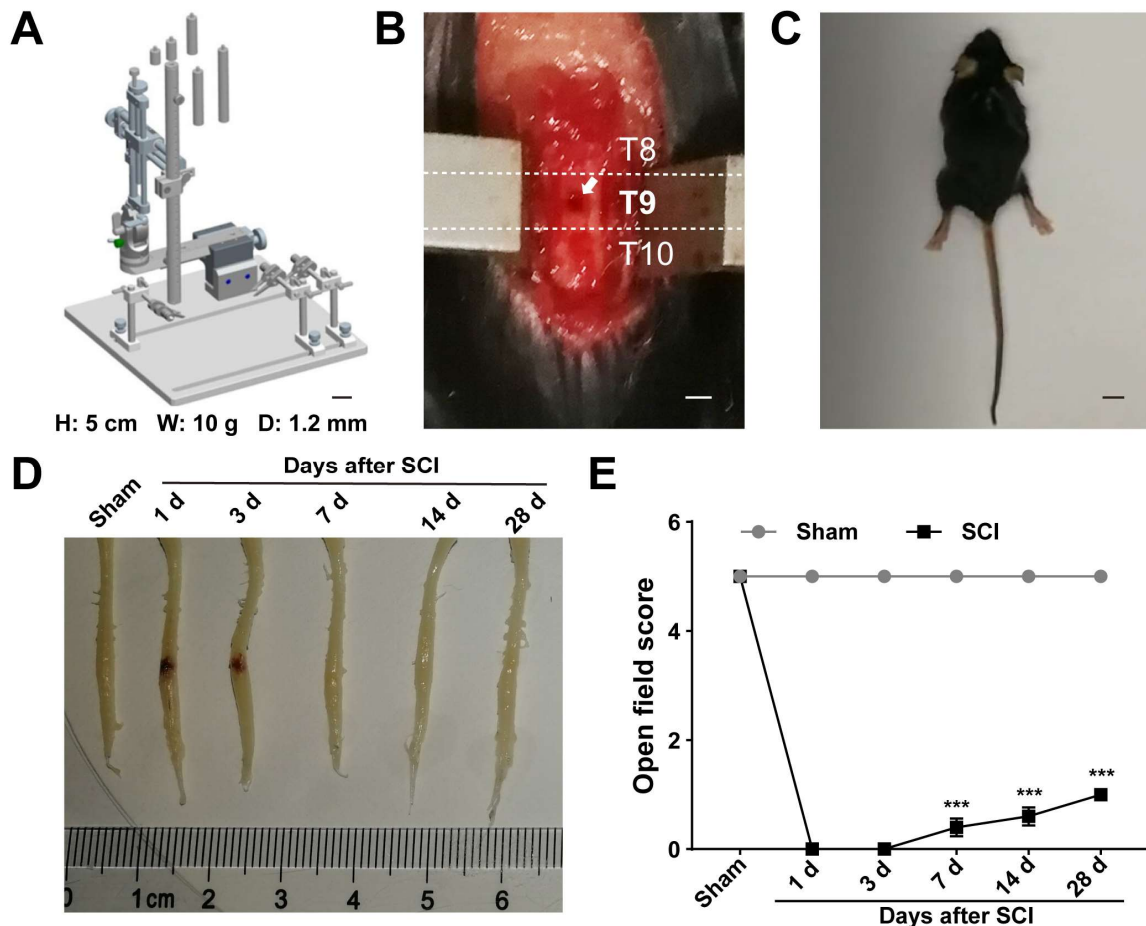 A
H: 5 cm W: 10 g D: 1.2 mm
B
T8
T9
T10
C
D
Days after SCI
Sham 1 d 3 d 7 d 14 d 28 d
0 1cm 2 3 4 5 6
E
Sham SCI
Open field score
6
4
2
0
*** *** ***
Sham 1 d 3 d 7 d 14 d 28 d
Days after SCI